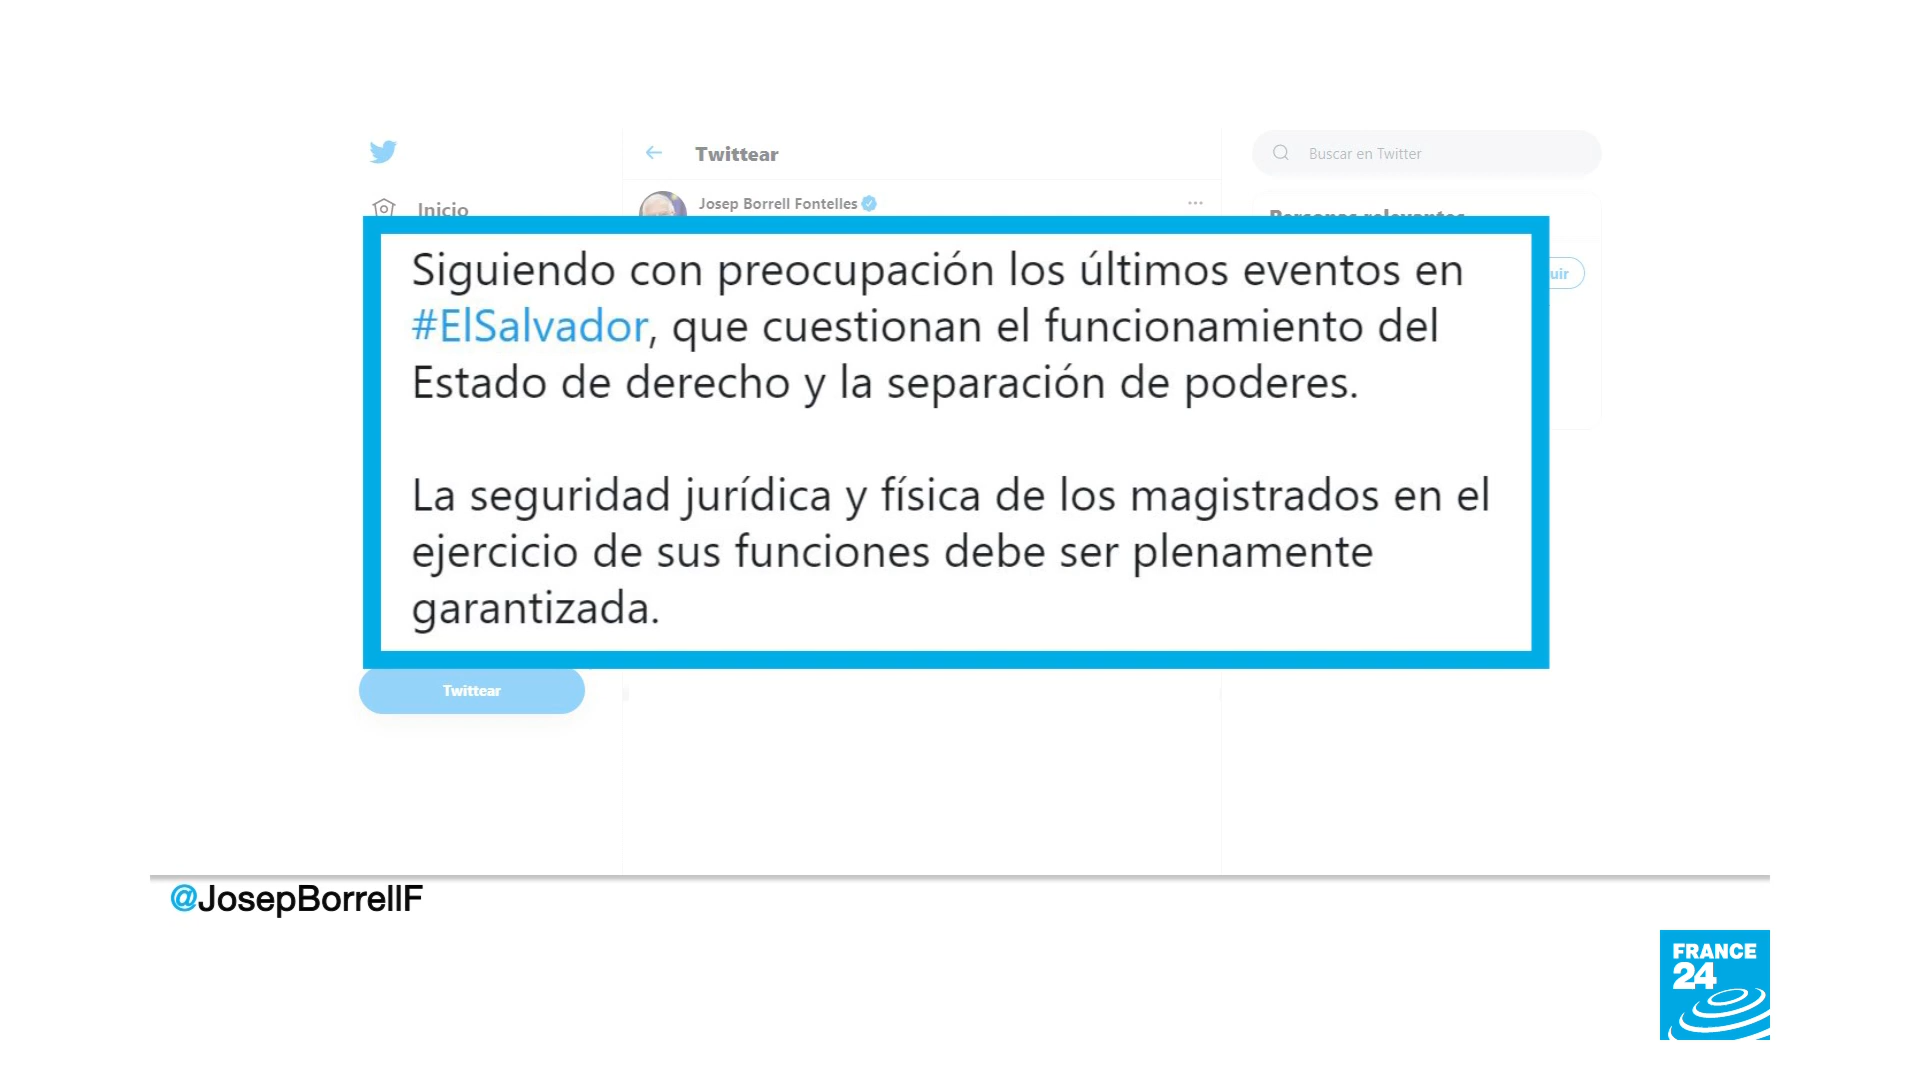 Twittear
Buscar en Twitter
Inicio
Josep Borrell Fontelles
Personas relevantes
Siguiendo con preocupación los últimos eventos en
#ElSalvador, que cuestionan el funcionamiento del
Estado de derecho y la separación de poderes.
La seguridad jurídica y física de los magistrados en el
ejercicio de sus funciones debe ser plenamente
garantizada.
Twittear
@JosepBorrellF
FRANCE
24